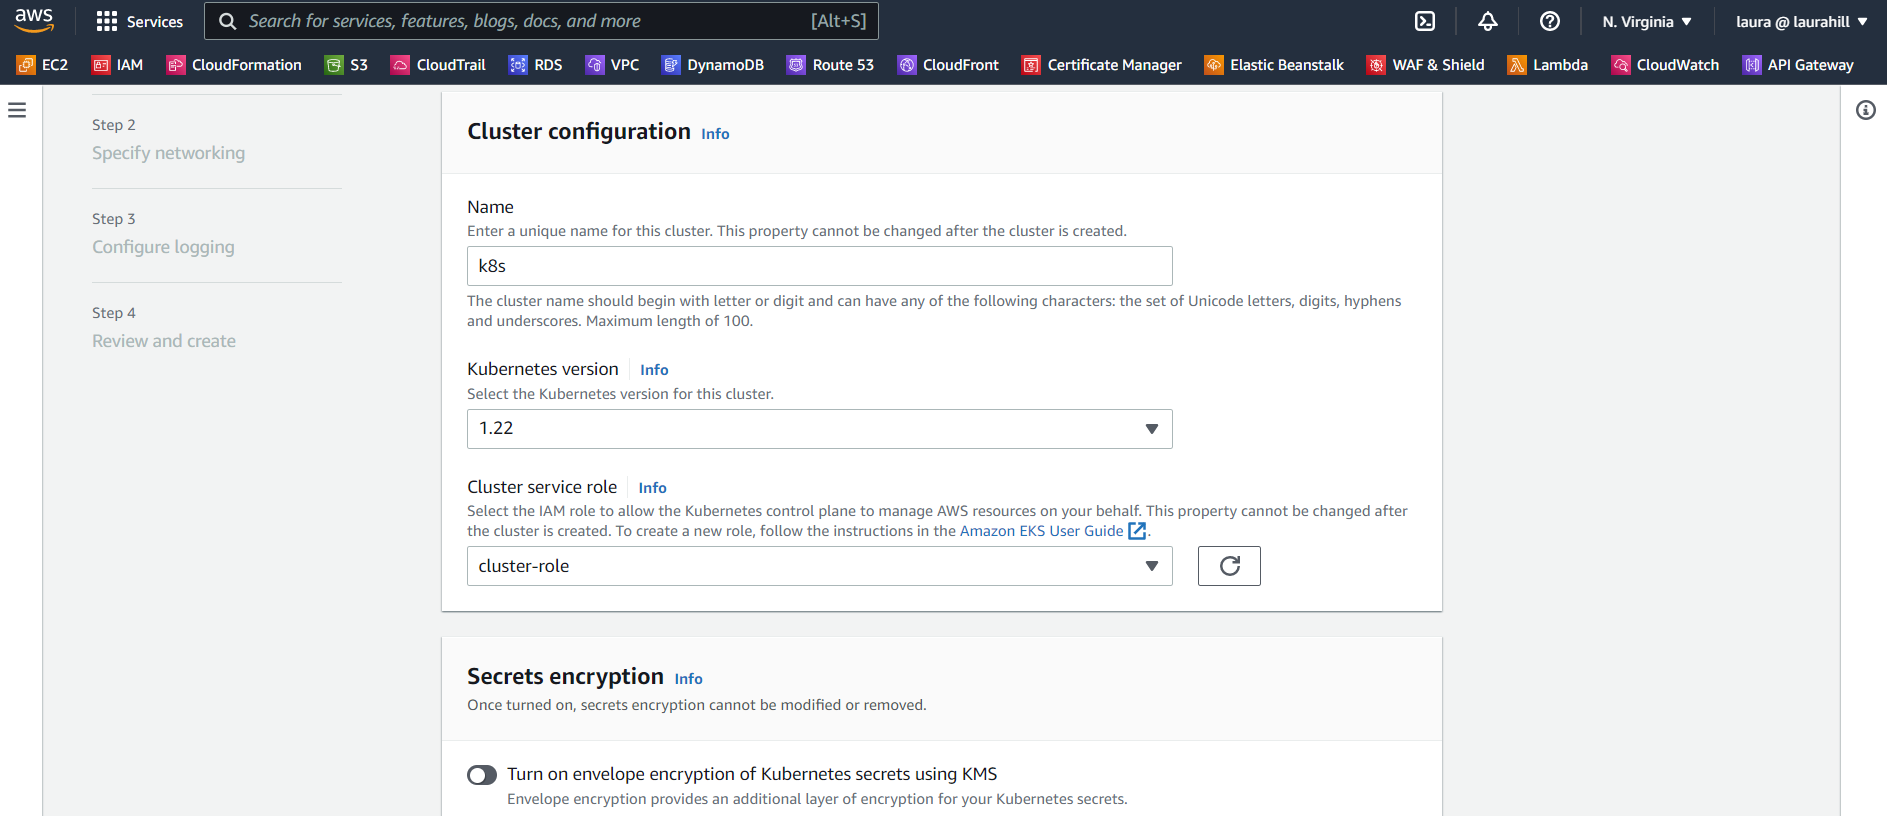 aws
Services
Search for services, features, blogs, docs, and more [Alt+S]
N. Virginia
laura @ laurahill
EC2 IAM CloudFormation S3 CloudTrail RDS VPC DynamoDB Route 53 CloudFront Certificate Manager Elastic Beanstalk WAF & Shield Lambda CloudWatch API Gateway
Step 2
Specify networking
Step 3
Configure logging
Step 4
Review and create
Cluster configuration Info
Name
Enter a unique name for this cluster. This property cannot be changed after the cluster is created.
k8s
The cluster name should begin with letter or digit and can have any of the following characters: the set of Unicode letters, digits, hyphens
and underscores. Maximum length of 100.
Kubernetes version Info
Select the Kubernetes version for this cluster.
1.22
Cluster service role Info
Select the IAM role to allow the Kubernetes control plane to manage AWS resources on your behalf. This property cannot be changed after
the cluster is created. To create a new role, follow the instructions in the Amazon EKS User Guide.
cluster-role
Secrets encryption Info
Once turned on, secrets encryption cannot be modified or removed.
Turn on envelope encryption of Kubernetes secrets using KMS
Envelope encryption provides an additional layer of encryption for your Kubernetes secrets.